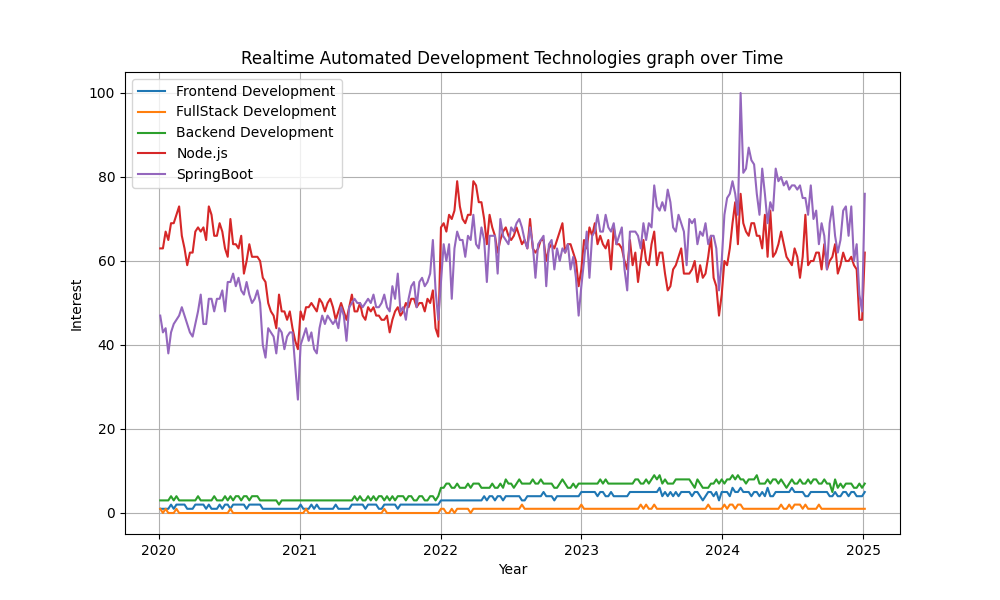 Realtime Automated Development Technologies graph over Time
Frontend Development
FullStack Development
Backend Development
Node.js
SpringBoot
100
80
60
40
20
0
Interest
2020
2021
2022
2023
2024
2025
Year